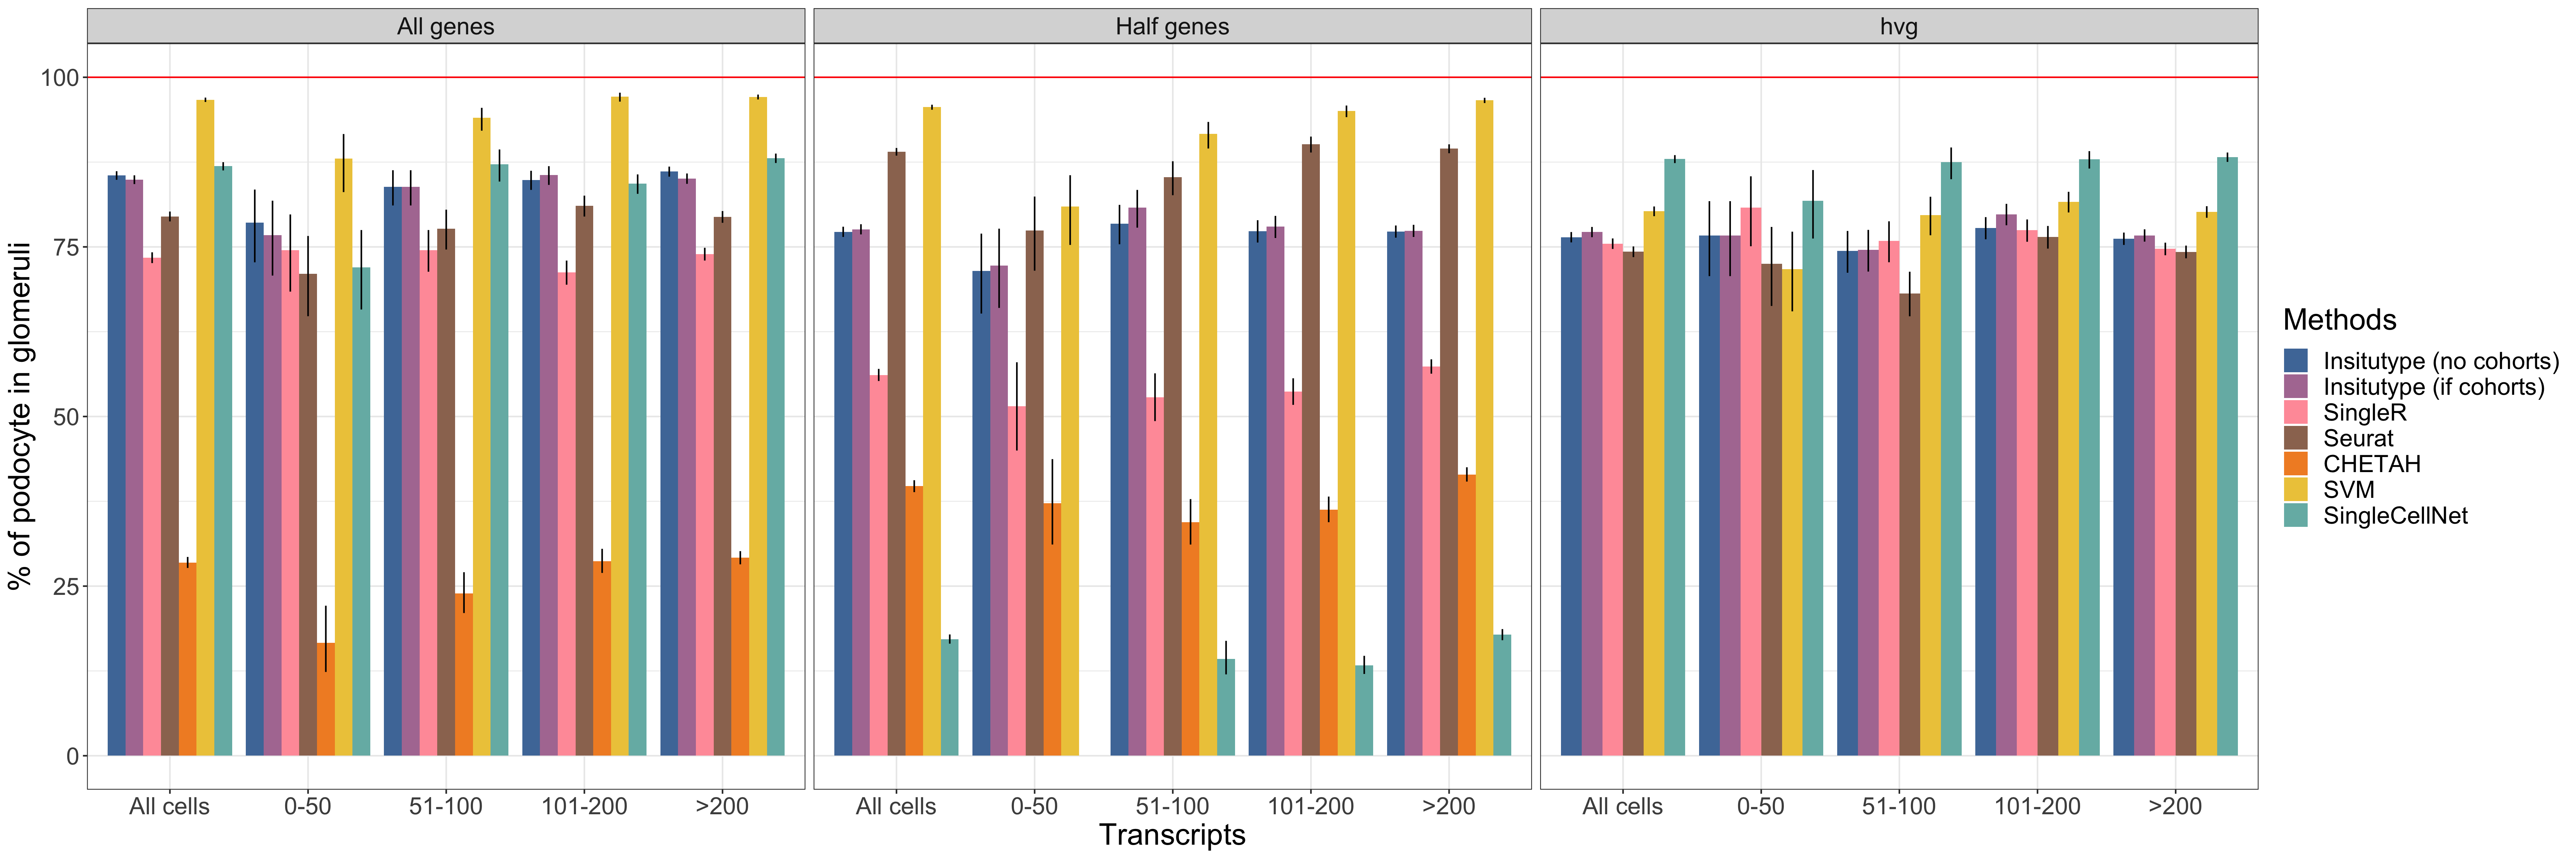 All genes
Half genes
hvg
% of podocyte in glomeruli
100
75
50
25
0
All cells
0-50
51-100
101-200
>200
All cells
0-50
51-100
101-200
>200
All cells
0-50
51-100
101-200
>200
Transcripts
Methods
Insitutype (no cohorts)
Insitutype (if cohorts)
SingleR
Seurat
CHETAH
SVM
SingleCellNet